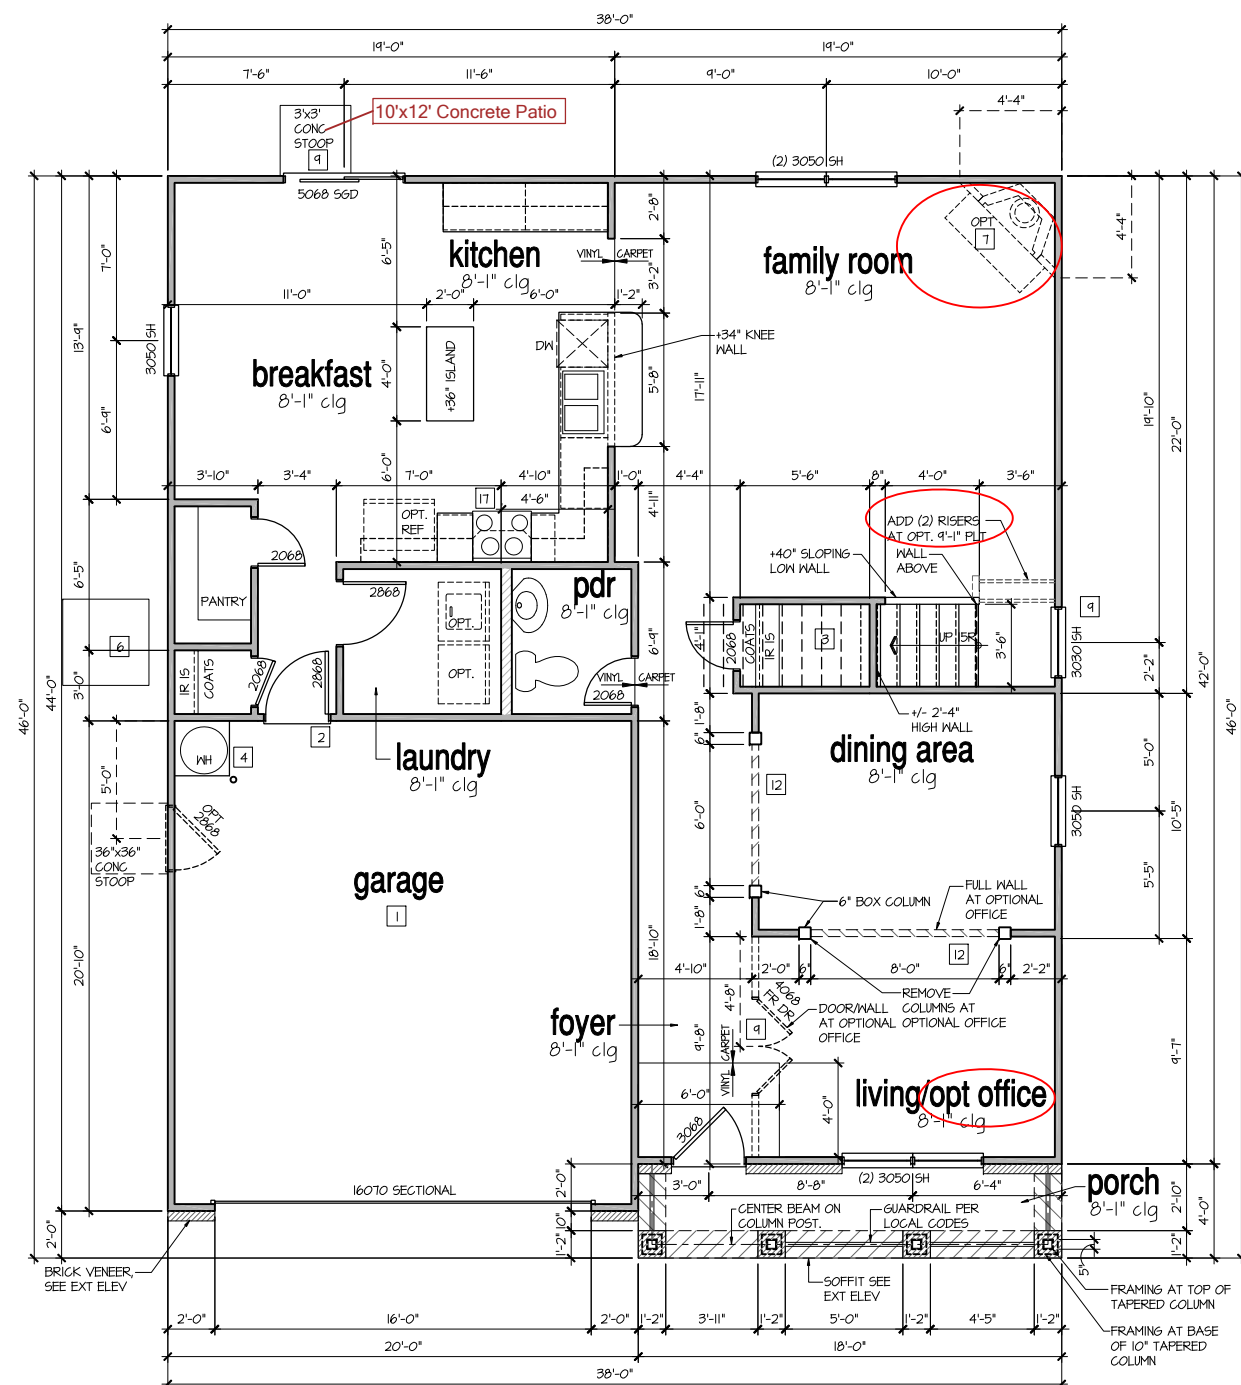 38'-0"
19'-0"
19'-0"
7'-6"
11'-6"
9'-0"
10'-0"
4'-4"
3'x3'
CONC
STOOP
9
10'x12' Concrete Patio
(2) 3050 SH
5068 SGD
OPT
7
4'-4"
2'-8"
7'-0"
6'-5"
kitchen
8'-1" clg
VINYL
CARPET
3'-2"
family room
8'-1" clg
11'-0"
2'-0"
6'-0"
1'-2"
13'-9"
3050 SH
DW
+34" KNEE
WALL
breakfast
8'-1" clg
4'-0"
+36" ISLAND
5'-8"
17'-11"
6'-9"
19'-10"
22'-0"
6'-0"
3'-10"
3'-4"
7'-0"
4'-10"
1'-0"
4'-4"
5'-6"
8"
4'-0"
3'-6"
17
4'-6"
OPT.
REF
4'-11"
ADD (2) RISERS
AT OPT. 9'-1" PLT
+40" SLOPING
LOW WALL
WALL
ABOVE
2068
6'-5"
PANTRY
2868
pdr
8'-1" clg
OPT.
OPT.
6
6'-9"
4'-1"
2068
COATS
IR IS
3
UP 5R
3'-6"
9
3030 SH
2'-2"
IR IS
COATS
2068
2868
3'-0"
VINYL
CARPET
2068
44'-0"
46'-0"
42'-0"
46'-0"
+/- 2'-4"
HIGH WALL
1'-8"
6"
WH
4
2
laundry
8'-1" clg
dining area
8'-1" clg
12
5'-0"
5'-0"
OPT
2868
36"x36"
CONC
STOOP
6'-0"
3050 SH
10'-5"
garage
1
5'-5"
6"
1'-8"
6" BOX COLUMN
FULL WALL
AT OPTIONAL
OFFICE
20'-10"
18'-10"
12
4'-10"
2'-0"
6"
8'-0"
6"
2'-2"
4'-8"
4068
FR DR
REMOVE
COLUMNS AT
OPTIONAL OFFICE
DOOR/WALL
AT OPTIONAL
OFFICE
foyer
8'-1" clg
9
9'-8"
VINYL
CARPET
9'-7"
6'-0"
4'-0"
living/opt office
8'-1" clg
3068
(2) 3050 SH
16070 SECTIONAL
2'-0"
3'-0"
8'-8"
6'-4"
porch
8'-1" clg
2'-10"
4'-0"
CENTER BEAM ON
COLUMN POST.
GUARDRAIL PER
LOCAL CODES
10"
2'-0"
1'-2"
1'-2"
5"
BRICK VENEER,
SEE EXT ELEV
SOFFIT SEE
EXT ELEV
FRAMING AT TOP OF
TAPERED COLUMN
2'-0"
16'-0"
2'-0"
1'-2"
3'-11"
1'-2"
5'-0"
1'-2"
4'-5"
1'-2"
FRAMING AT BASE
OF 10" TAPERED
COLUMN
20'-0"
18'-0"
38'-0"